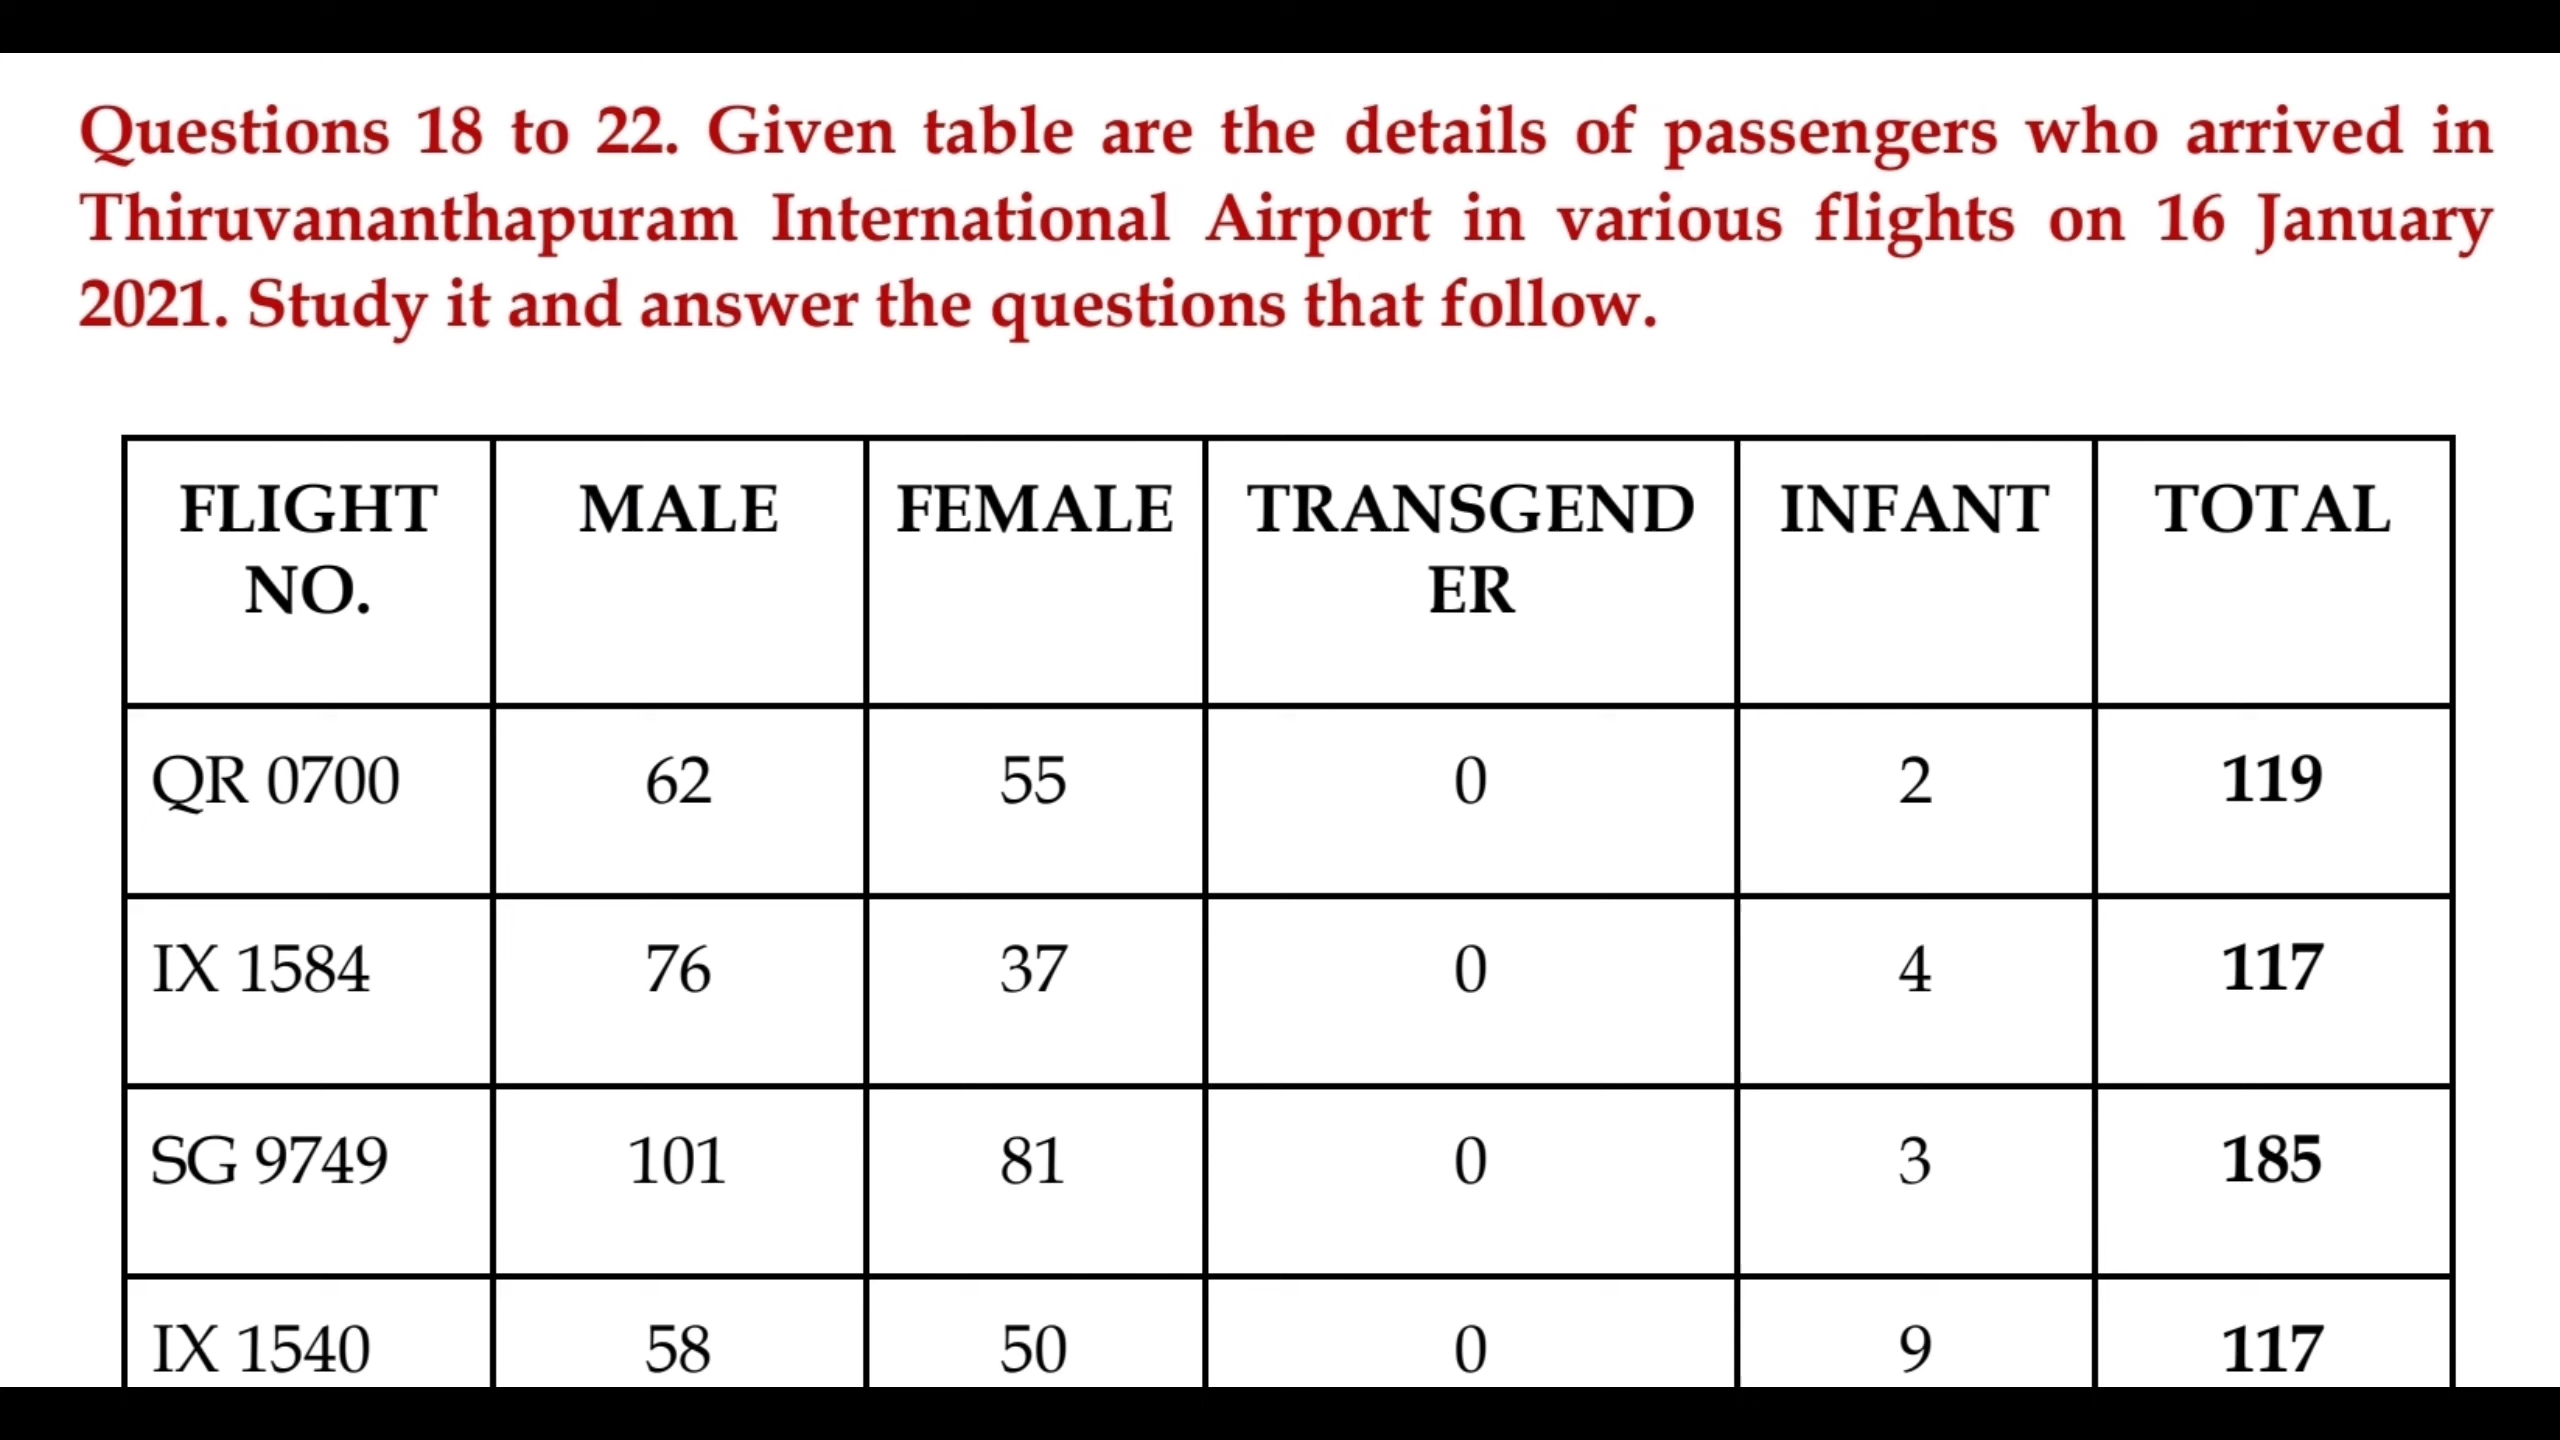 Questions 18 to 22. Given table are the details of passengers who arrived in
Thiruvananthapuram International Airport in various flights on 16 January
2021. Study it and answer the questions that follow.
FLIGHT NO. MALE FEMALE TRANSGEND ER INFANT TOTAL
QR 0700 62 55 0 2 119
IX 1584 76 37 0 4 117
SG 9749 101 81 0 3 185
IX 1540 58 50 0 9 117